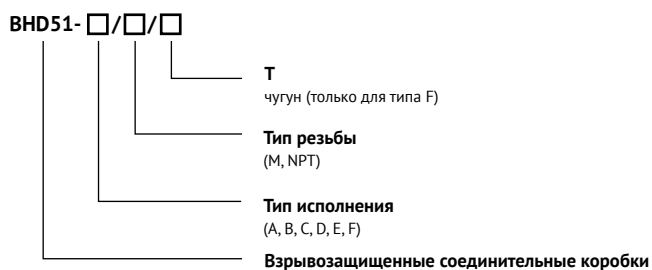 BHD51- □/□/□
Т
чугун (только для типа F)
Тип резьбы
(M, NPT)
Тип исполнения
(A, B, C, D, E, F)
Взрывозащищенные соединительные коробки